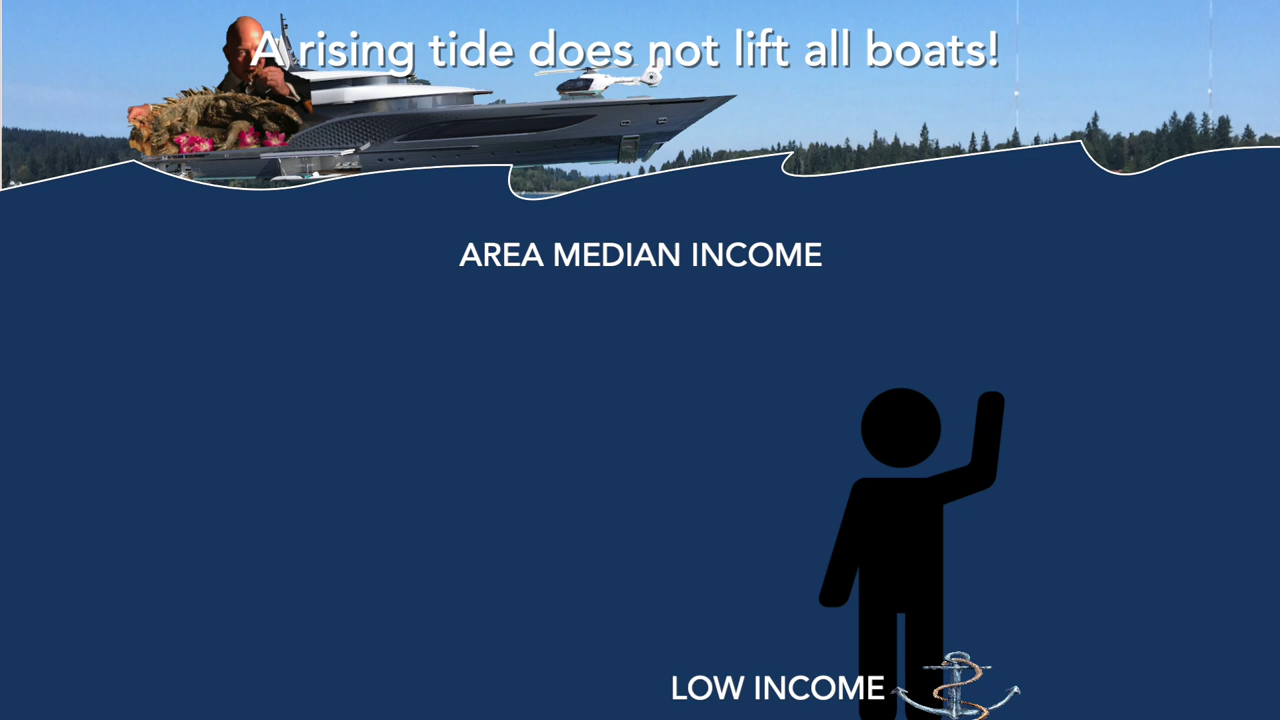 A rising tide does not lift all boats!
AREA MEDIAN INCOME
LOW INCOME